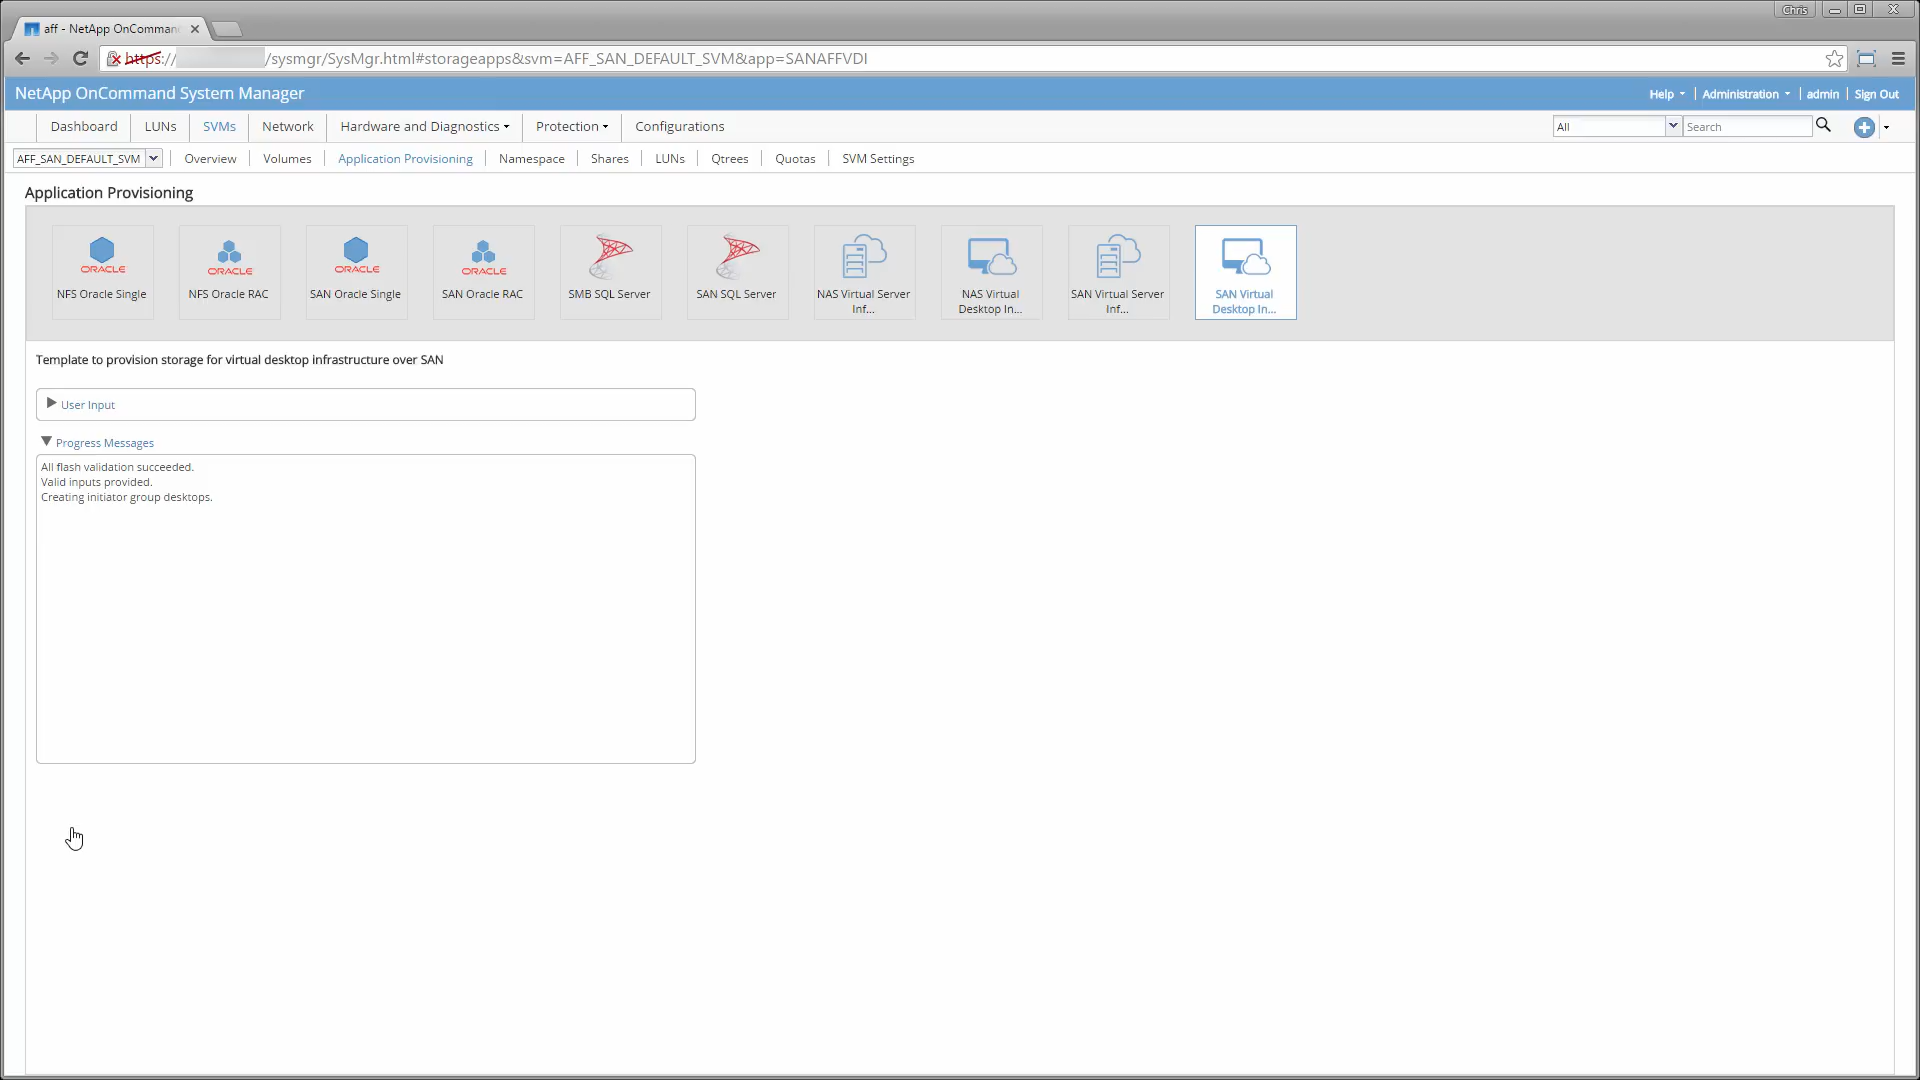 Chris
aff - NetApp OnComman
https:// /sysmgr/SysMgr.html#storageapps&svm=AFF_SAN_DEFAULT_SVM&app=SANAFFVDI
NetApp OnCommand System Manager
Help Administration admin Sign Out
Dashboard LUNs SVMs Network Hardware and Diagnostics Protection Configurations All Search
AFF_SAN_DEFAULT_SVM Overview Volumes Application Provisioning Namespace Shares LUNs Qtrees Quotas SVM Settings
Application Provisioning
ORACLE ORACLE ORACLE ORACLE
NFS Oracle Single NFS Oracle RAC SAN Oracle Single SAN Oracle RAC SMB SQL Server SAN SQL Server NAS Virtual Server NAS Virtual SAN Virtual Server SAN Virtual
Inf... Desktop In... Inf... Desktop In...
Template to provision storage for virtual desktop infrastructure over SAN
User Input
Progress Messages
All flash validation succeeded.
Valid inputs provided.
Creating initiator group desktops.